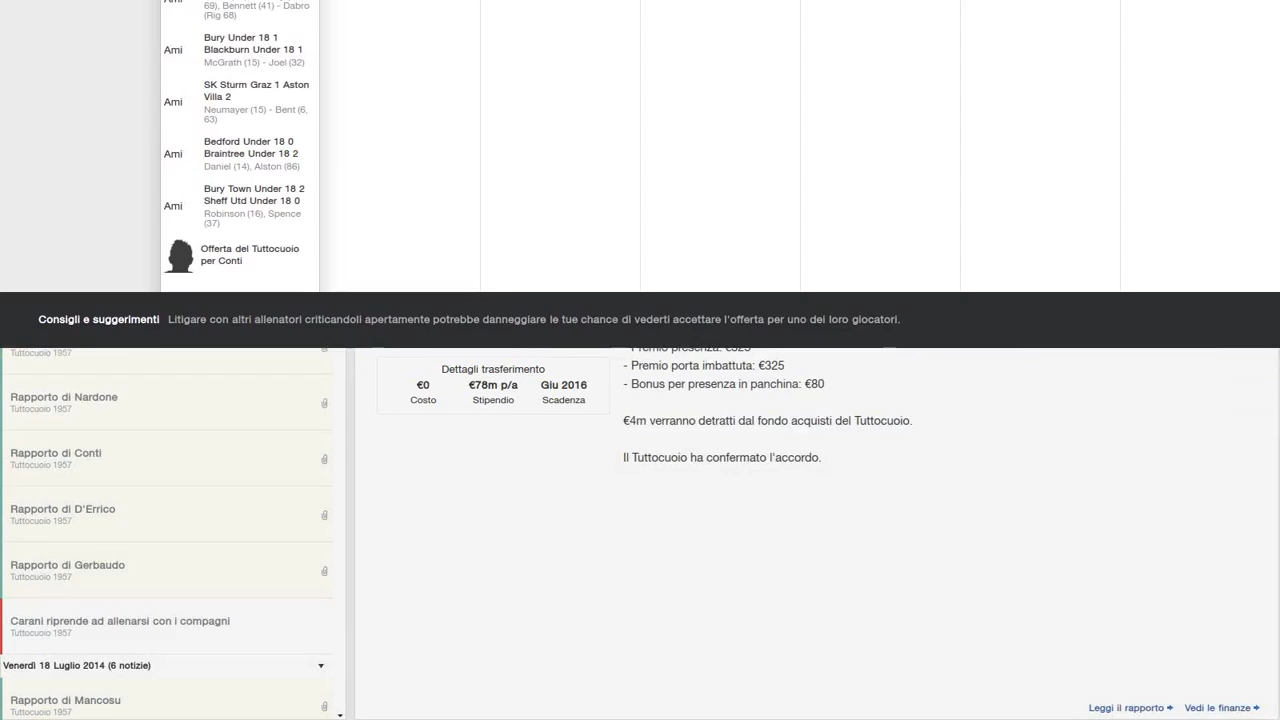 69), Bennett (41) - Dabro
(Rig 68)
Ami
Bury Under 18 1
Blackburn Under 18 1
McGrath (15) - Joel (32)
Ami
SK Sturm Graz 1 Aston
Villa 2
Neumayer (15) - Bent (6,
63)
Ami
Bedford Under 18 0
Braintree Under 18 2
Daniel (14), Alston (86)
Ami
Bury Town Under 18 2
Sheff Utd Under 18 0
Robinson (16), Spence
(37)
Offerta del Tuttocuoio
per Conti
Consigli e suggerimenti Litigare con altri allenatori criticandoli apertamente potrebbe danneggiare le tue chance di vederti accettare l'offerta per uno dei loro giocatori.
Tuttocuoio 1957
Rapporto di Nardone
Tuttocuoio 1957
Rapporto di Conti
Tuttocuoio 1957
Rapporto di D'Errico
Tuttocuoio 1957
Rapporto di Gerbaudo
Tuttocuoio 1957
Carani riprende ad allenarsi con i compagni
Tuttocuoio 1957
Venerdì 18 Luglio 2014 (6 notizie)
Rapporto di Mancosu
Tuttocuoio 1957
Dettagli trasferimento
€0 €78m p/a Giu 2016
Costo Stipendio Scadenza
- Premio presenza: €325
- Premio porta imbattuta: €325
- Bonus per presenza in panchina: €80
€4m verranno detratti dal fondo acquisti del Tuttocuoio.
Il Tuttocuoio ha confermato l'accordo.
Leggi il rapporto Vedi le finanze